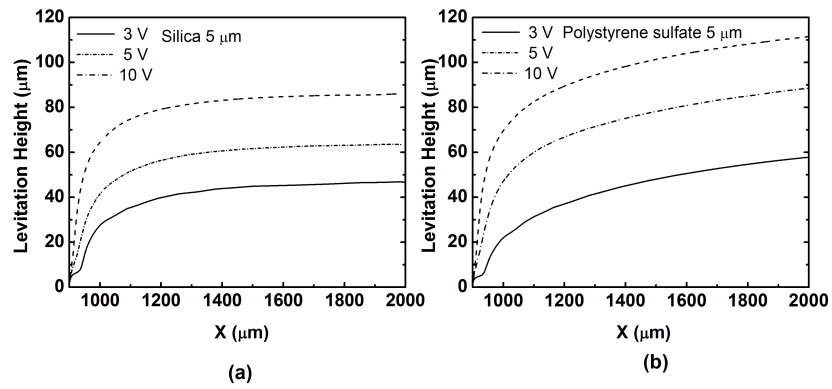 120
100
80
60
40
20
0
Levitation Height (μm)
3 V Silica 5 μm
5 V
10 V
1000 1200 1400 1600 1800 2000
X (μm)
(a)
120
100
80
60
40
20
0
Levitation Height (μm)
3 V Polystyrene sulfate 5 μm
5 V
10 V
1000 1200 1400 1600 1800 2000
X (μm)
(b)